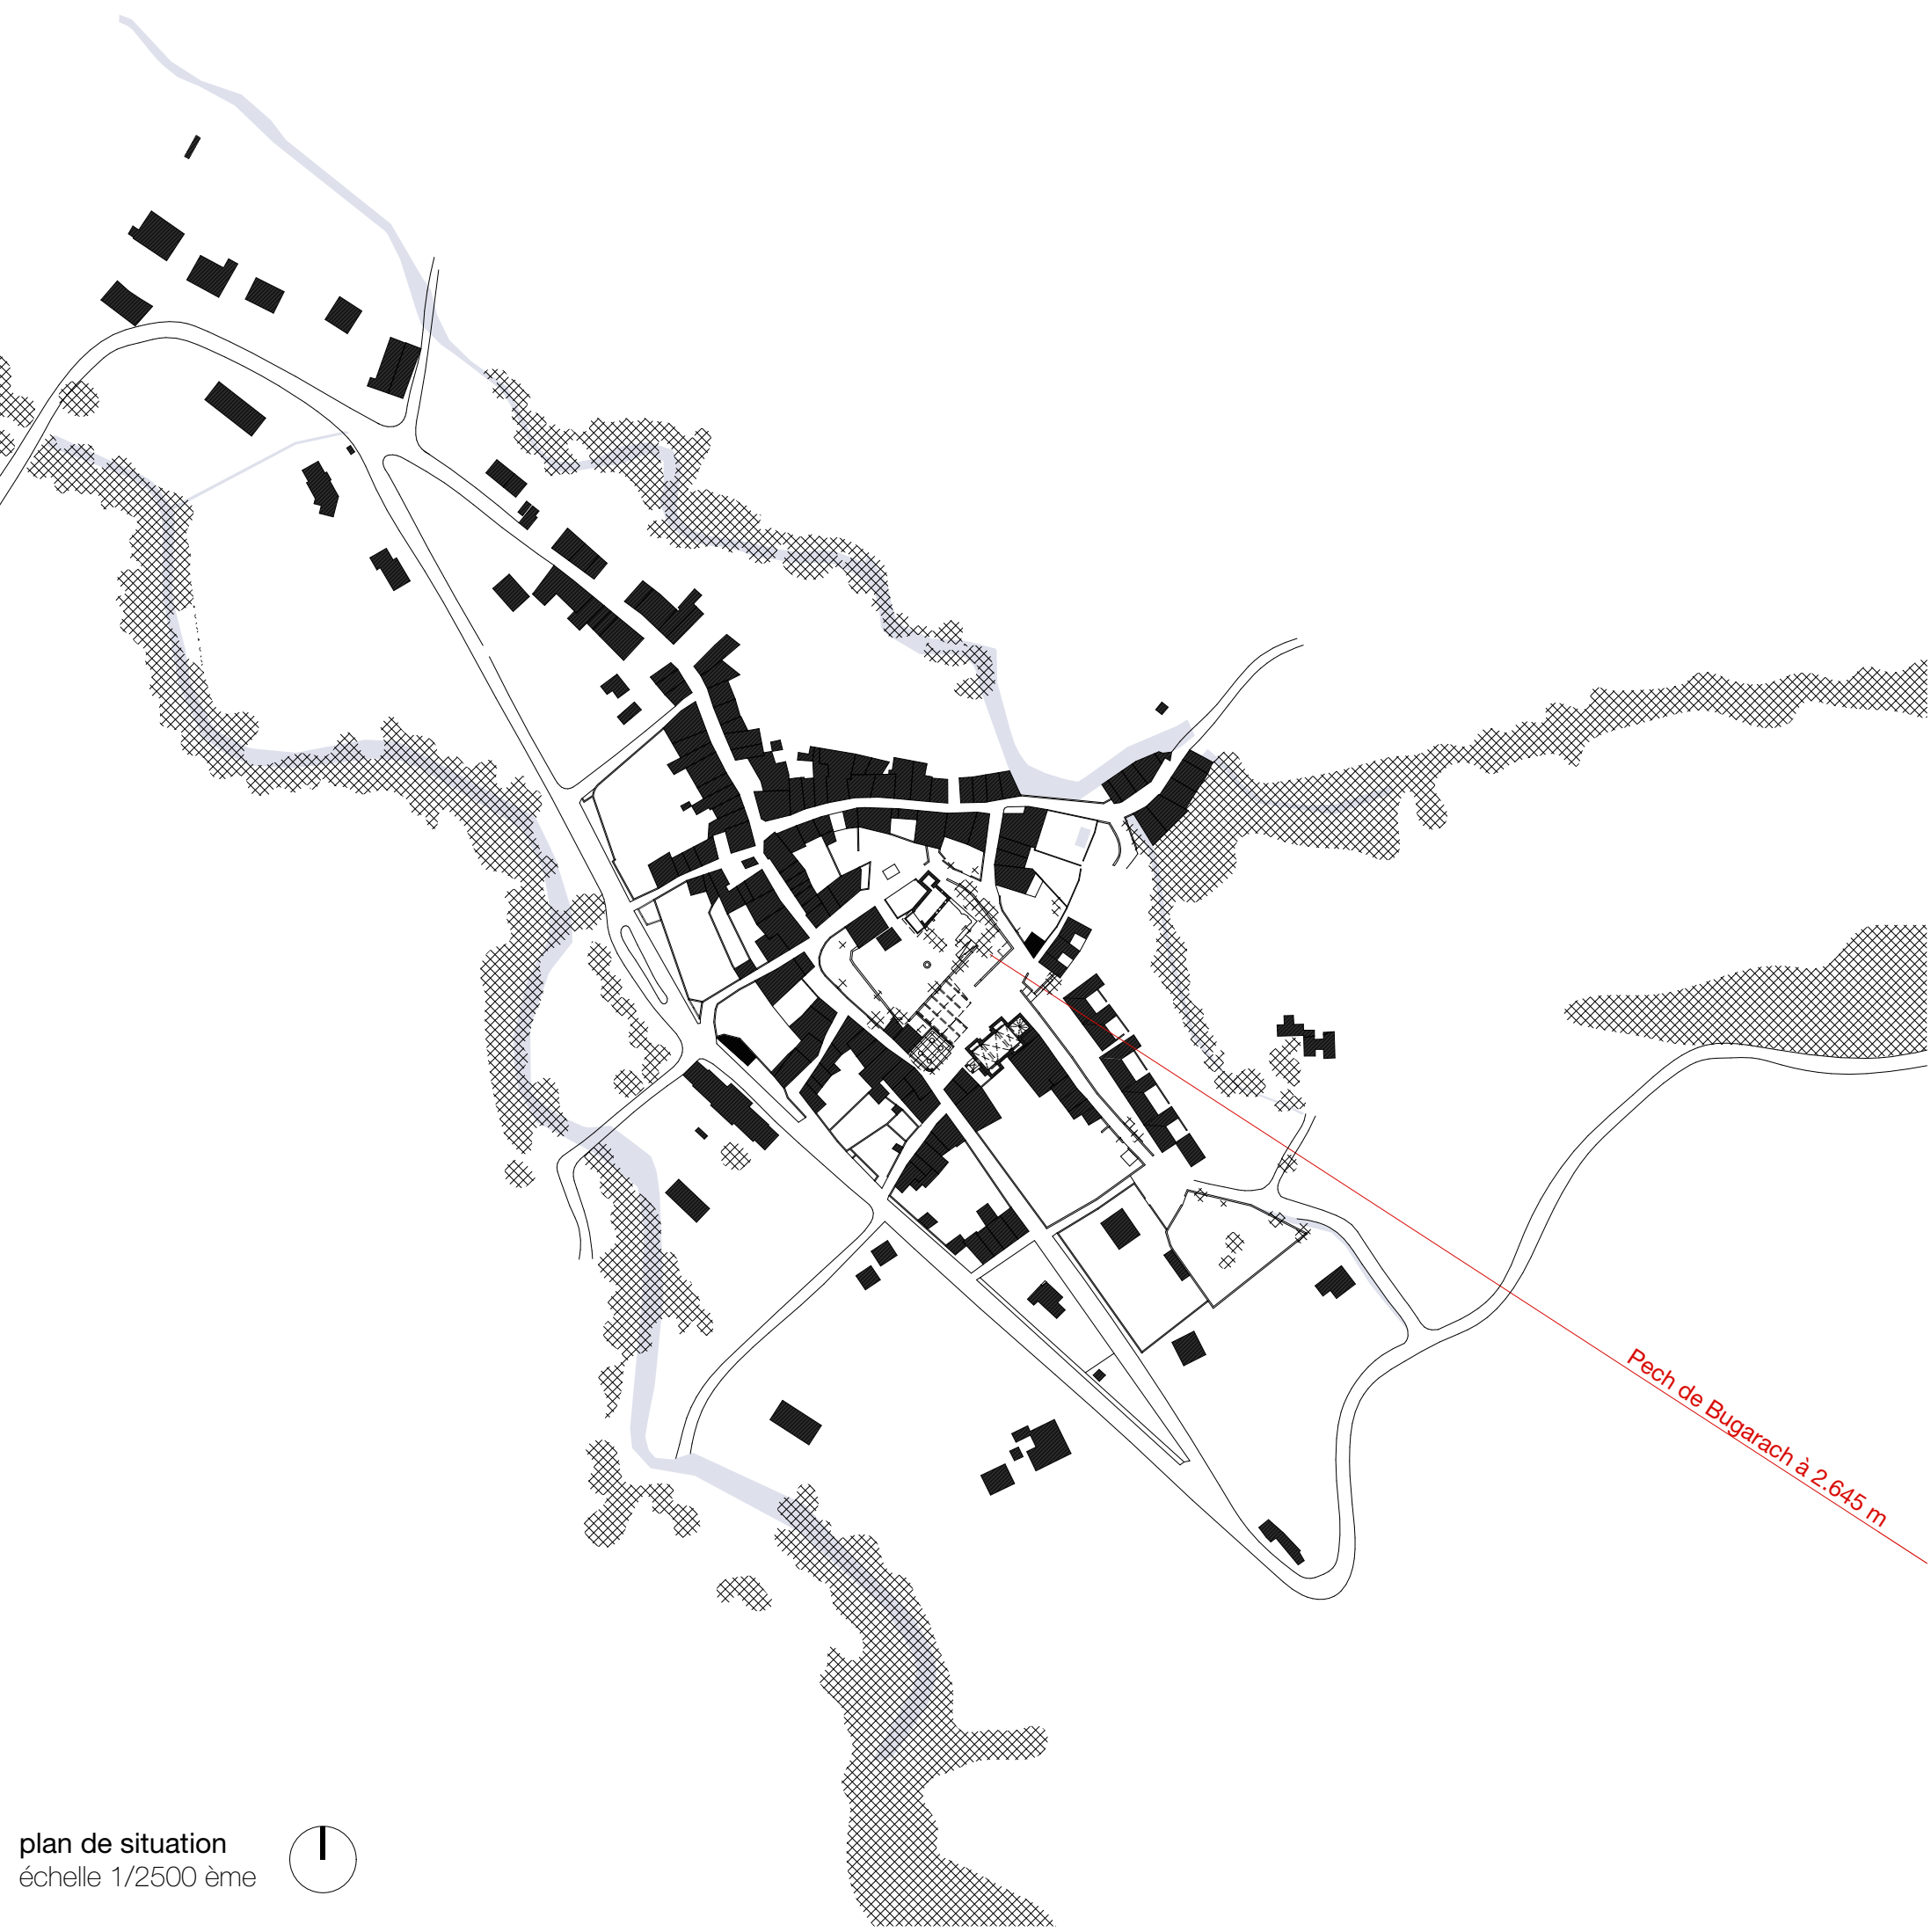 Pech de Bugarach à 2.645 m
plan de situation
échelle 1/2500 ème